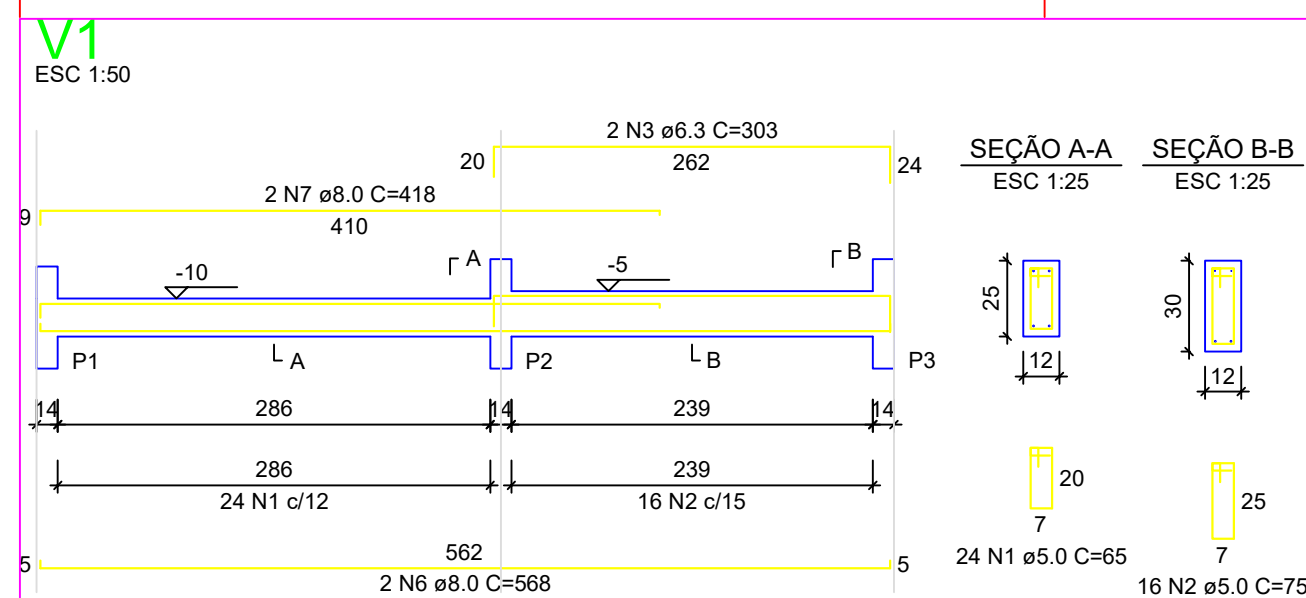 V1
ESC 1:50
2 N3 ø6.3 C=303
20
262
24
SEÇÃO A-A
ESC 1:25
SEÇÃO B-B
ESC 1:25
2 N7 ø8.0 C=418
9
410
A
B
-10
-5
25
30
P1
A
P2
B
P3
12
12
14
286
14
239
14
286
24 N1 c/12
239
16 N2 c/15
20
7
24 N1 ø5.0 C=65
25
7
16 N2 ø5.0 C=75
5
562
5
2 N6 ø8.0 C=568